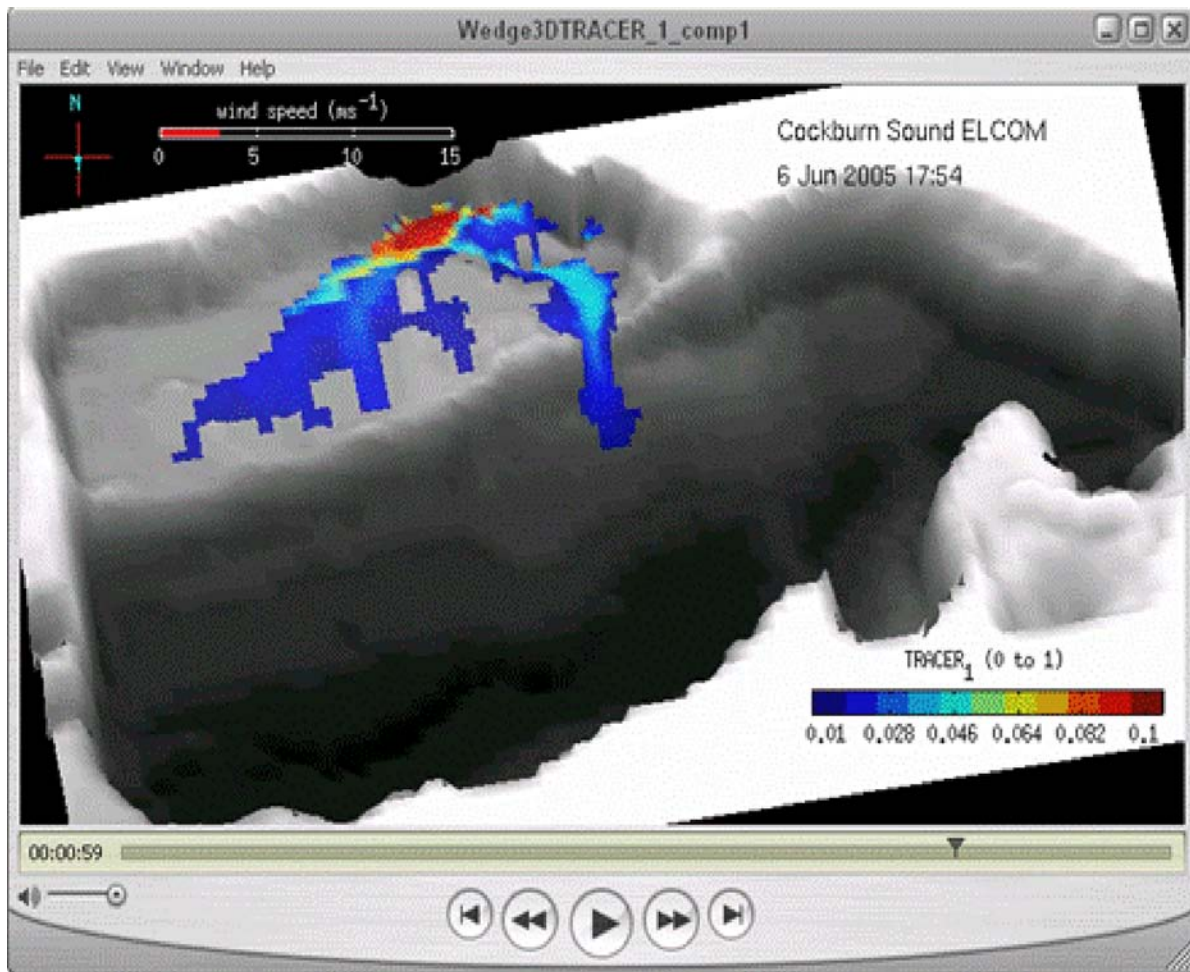 Wedge3DTRACER_1_comp1
File Edit View Window Help
N
wind speed (ms⁻¹)
0 5 10 15
Cockburn Sound ELCOM
6 Jun 2005 17:54
TRACER₁ (0 to 1)
0.01 0.028 0.046 0.064 0.082 0.1
00:00:59